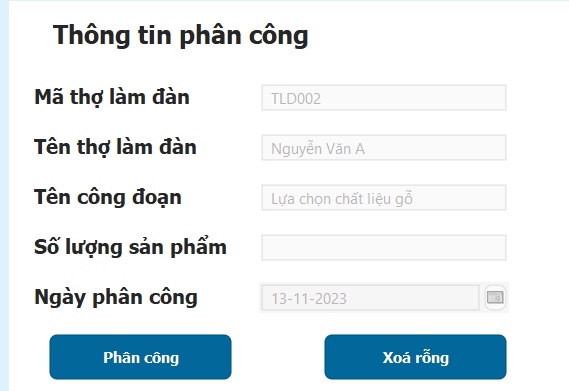 Thông tin phân công
Mã thợ làm đàn TLD002
Tên thợ làm đàn Nguyễn Văn A
Tên công đoạn Lựa chọn chất liệu gỗ
Số lượng sản phẩm
Ngày phân công 13-11-2023
Phân công Xoá rỗng